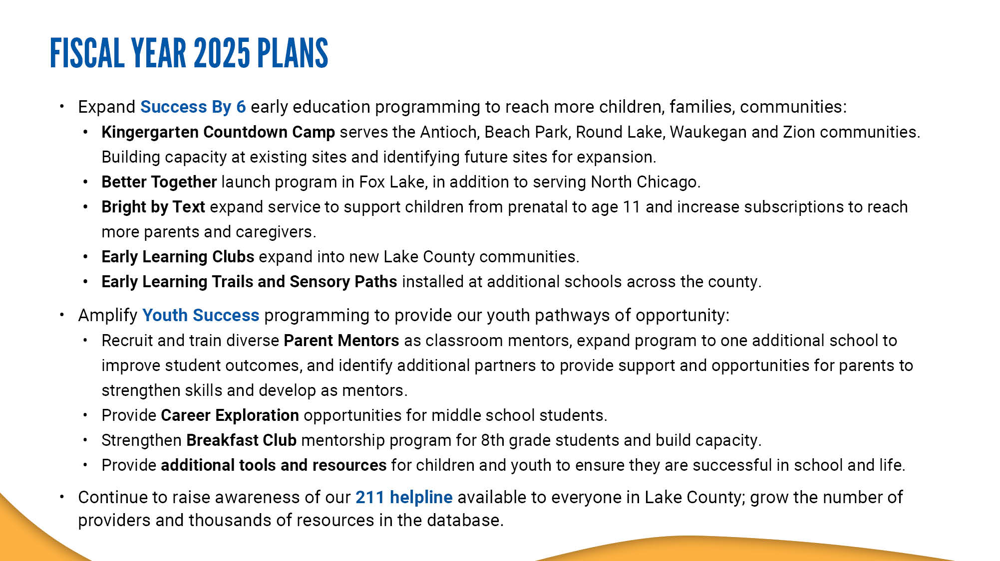 FISCAL YEAR 2025 PLANS
• Expand Success By 6 early education programming to reach more children, families, communities:
• Kingergarten Countdown Camp serves the Antioch, Beach Park, Round Lake, Waukegan and Zion communities.
Building capacity at existing sites and identifying future sites for expansion.
• Better Together launch program in Fox Lake, in addition to serving North Chicago.
• Bright by Text expand service to support children from prenatal to age 11 and increase subscriptions to reach
more parents and caregivers.
• Early Learning Clubs expand into new Lake County communities.
• Early Learning Trails and Sensory Paths installed at additional schools across the county.
• Amplify Youth Success programming to provide our youth pathways of opportunity:
• Recruit and train diverse Parent Mentors as classroom mentors, expand program to one additional school to
improve student outcomes, and identify additional partners to provide support and opportunities for parents to
strengthen skills and develop as mentors.
• Provide Career Exploration opportunities for middle school students.
• Strengthen Breakfast Club mentorship program for 8th grade students and build capacity.
• Provide additional tools and resources for children and youth to ensure they are successful in school and life.
• Continue to raise awareness of our 211 helpline available to everyone in Lake County; grow the number of
providers and thousands of resources in the database.